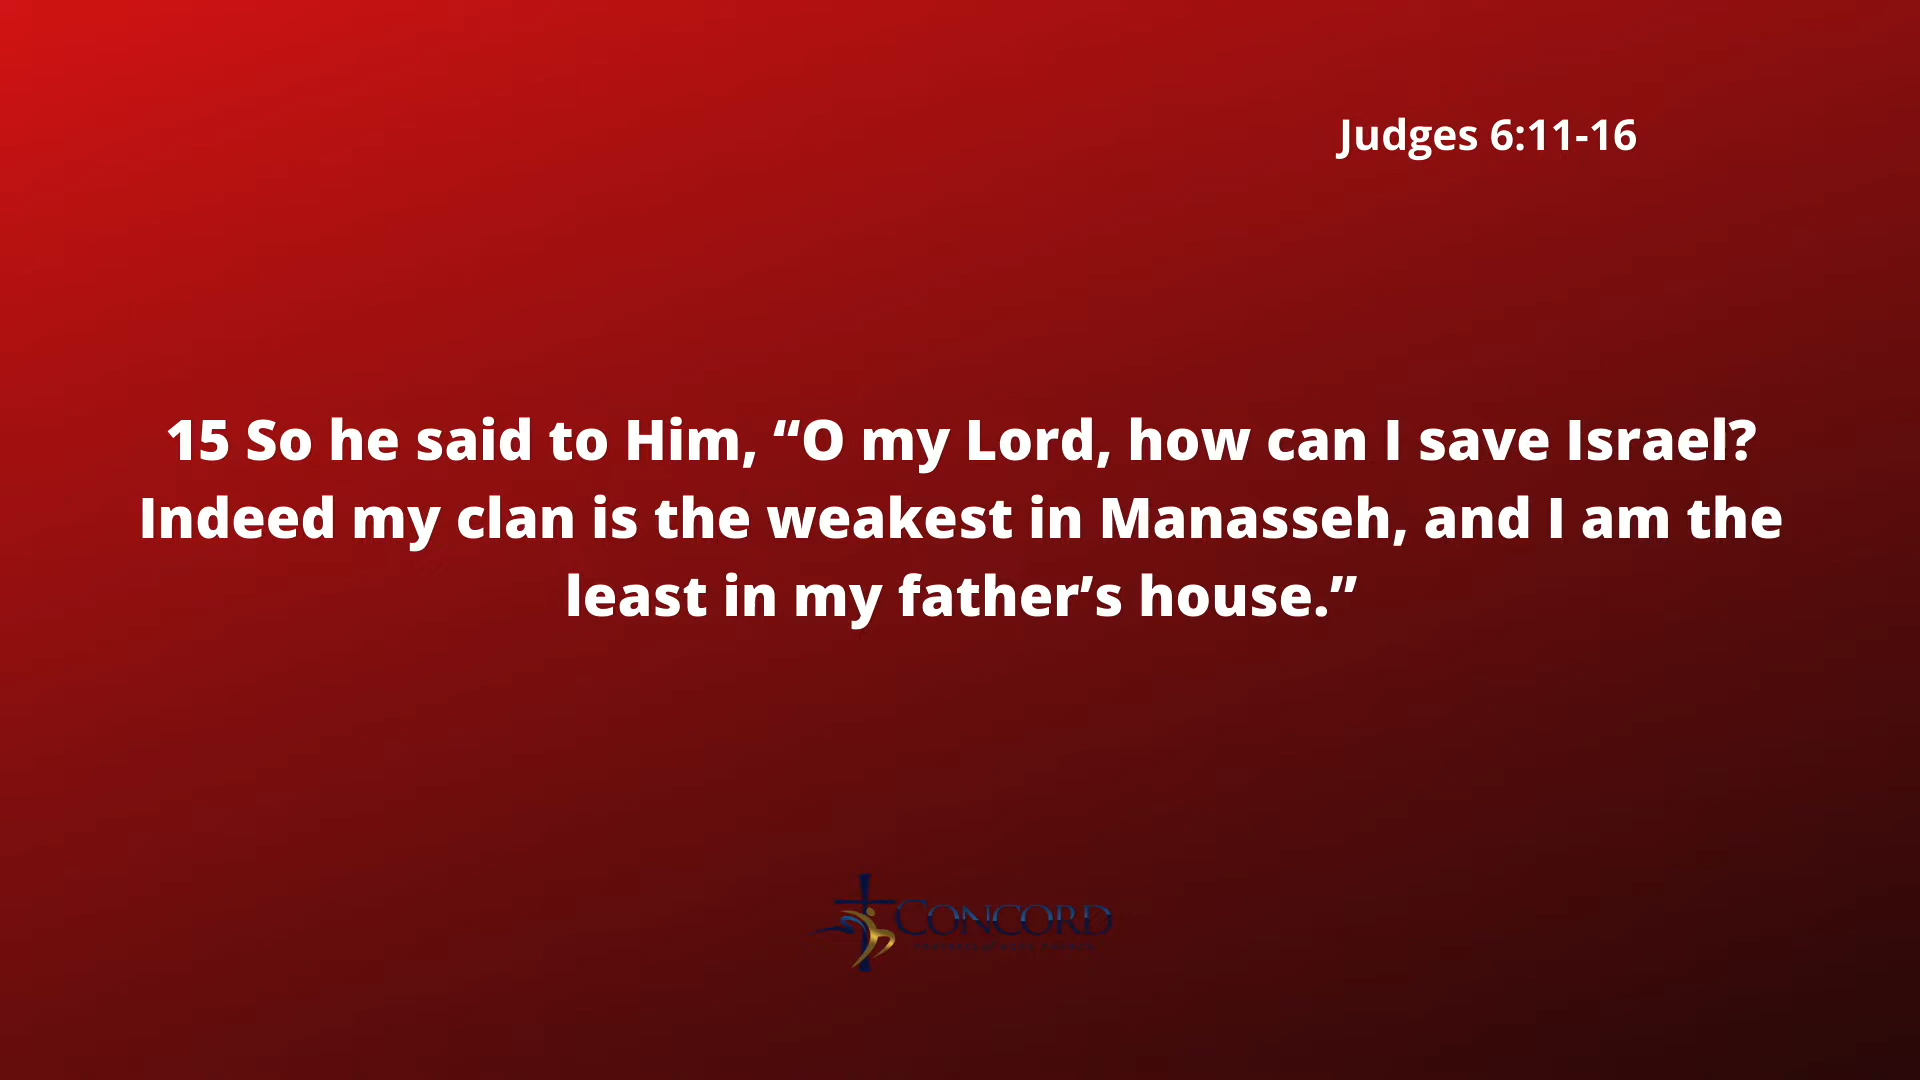 Judges 6:11-16
15 So he said to Him, “O my Lord, how can I save Israel?
Indeed my clan is the weakest in Manasseh, and I am the
least in my father’s house.”
CONCORD